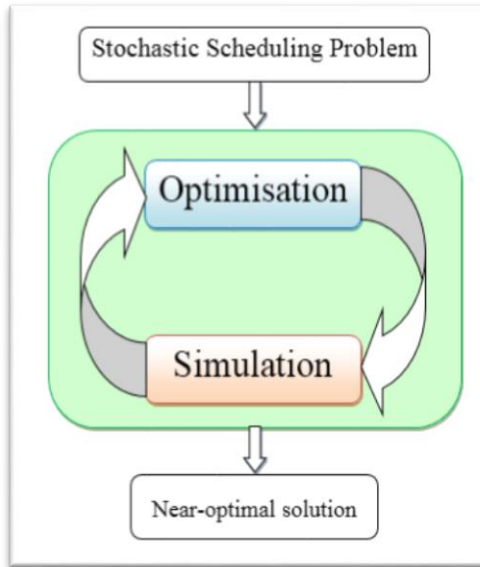 Stochastic Scheduling Problem
Optimisation
Simulation
Near-optimal solution